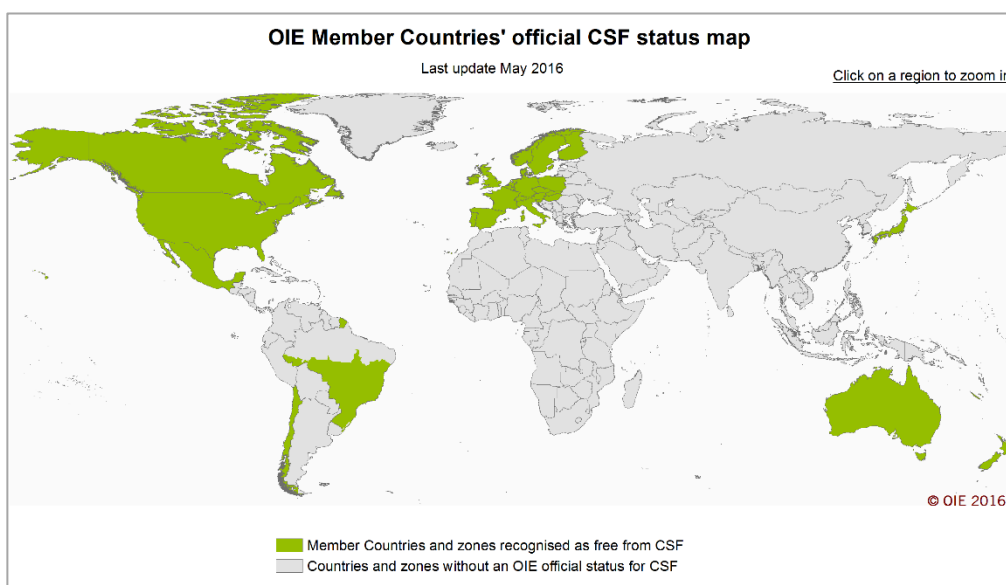 OIE Member Countries' official CSF status map
Last update May 2016
Click on a region to zoom in
© OIE 2016
Member Countries and zones recognised as free from CSF
Countries and zones without an OIE official status for CSF